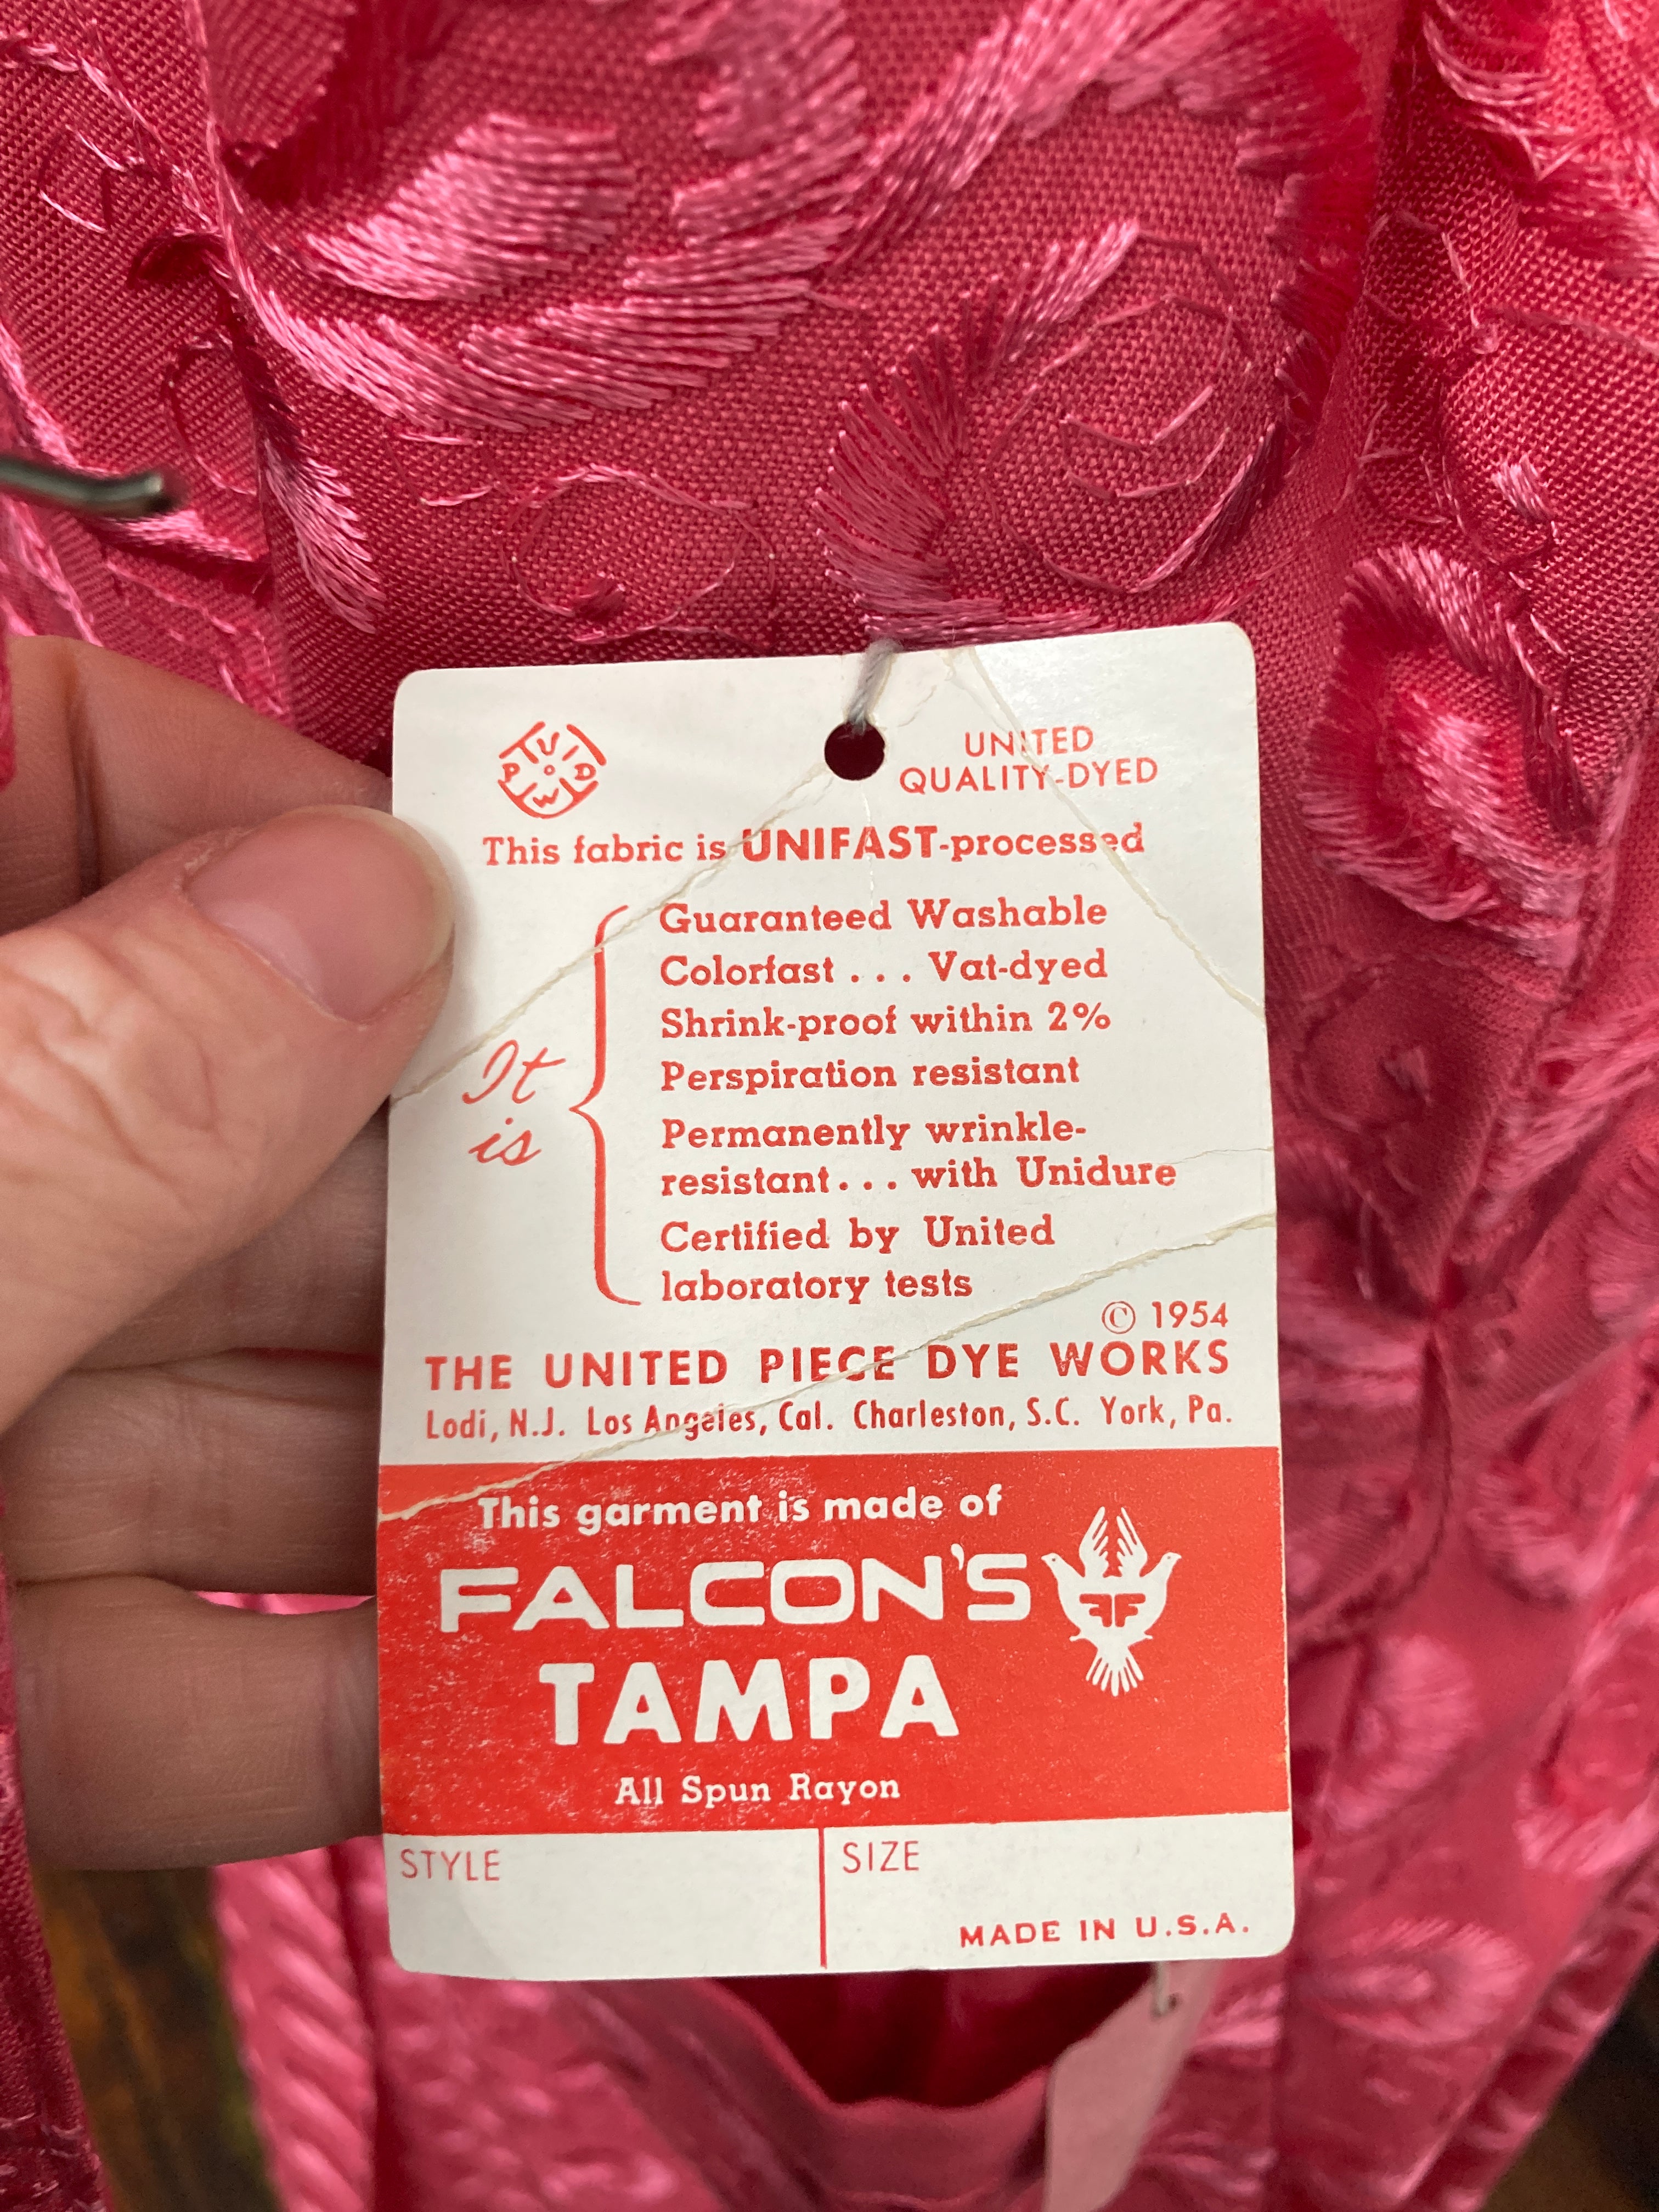 UNITED
QUALITY-DYED
This fabric is UNIFAST-processed
It
is
Guaranteed Washable
Colorfast . . . Vat-dyed
Shrink-proof within 2%
Perspiration resistant
Permanently wrinkle-
resistant . . . with Unidure
Certified by United
laboratory tests
© 1954
THE UNITED PIECE DYE WORKS
Lodi, N.J. Los Angeles, Cal. Charleston, S.C. York, Pa.
This garment is made of
FALCON'S
FF
TAMPA
All Spun Rayon
STYLE
SIZE
MADE IN U.S.A.